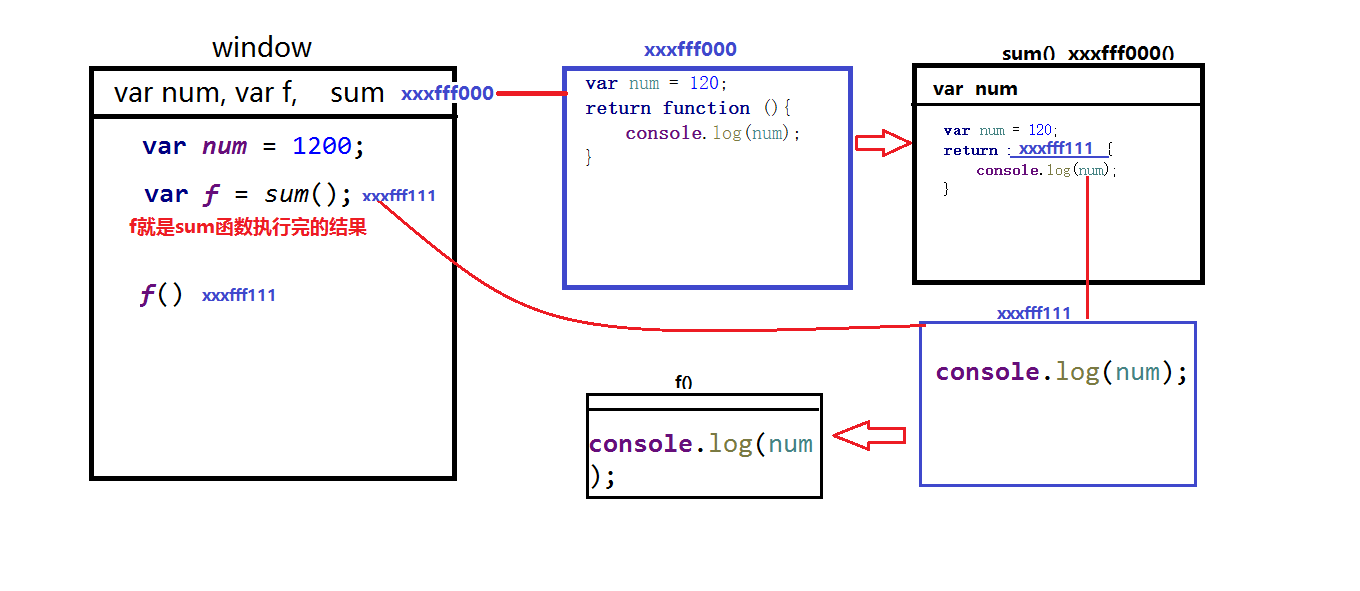 window
var num, var f, sum xxxfff000
var num = 1200;
var f = sum(); xxxfff111
f就是sum函数执行完的结果
f() xxxfff111
xxxfff000
var num = 120;
return function (){
console.log(num);
}
sum() xxxfff000()
var num
var num = 120;
return : xxxfff111 {
console.log(num);
}
xxxfff111
console.log(num);
f()
console.log(num
);